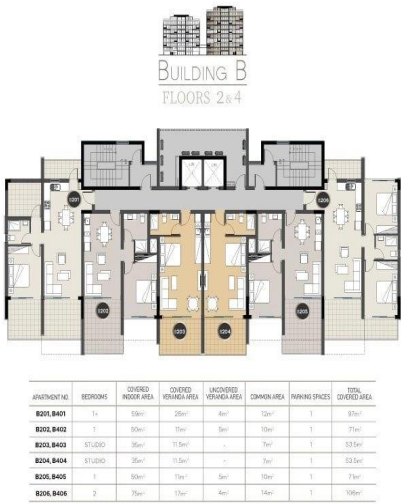 BUILDING B
FLOORS 2&4
B201
B206
B202
B205
B203
B204
APARTMENT NO. BEDROOMS COVERED INDOOR AREA COVERED VERANDA AREA UNCOVERED VERANDA AREA COMMON AREA PARKING SPACES TOTAL COVERED AREA
B201, B401 1+ 59m² 26m² 4m² 12m² 1 97m²
B202, B402 1 50m² 11m² 5m² 10m² 1 71m²
B203, B403 STUDIO 35m² 11.5m² - 7m² 1 53.5m²
B204, B404 STUDIO 35m² 11.5m² - 7m² 1 53.5m²
B205, B405 1 50m² 11m² 5m² 10m² 1 71m²
B206, B406 2 75m² 17m² 4m² 14m² 1 106m²